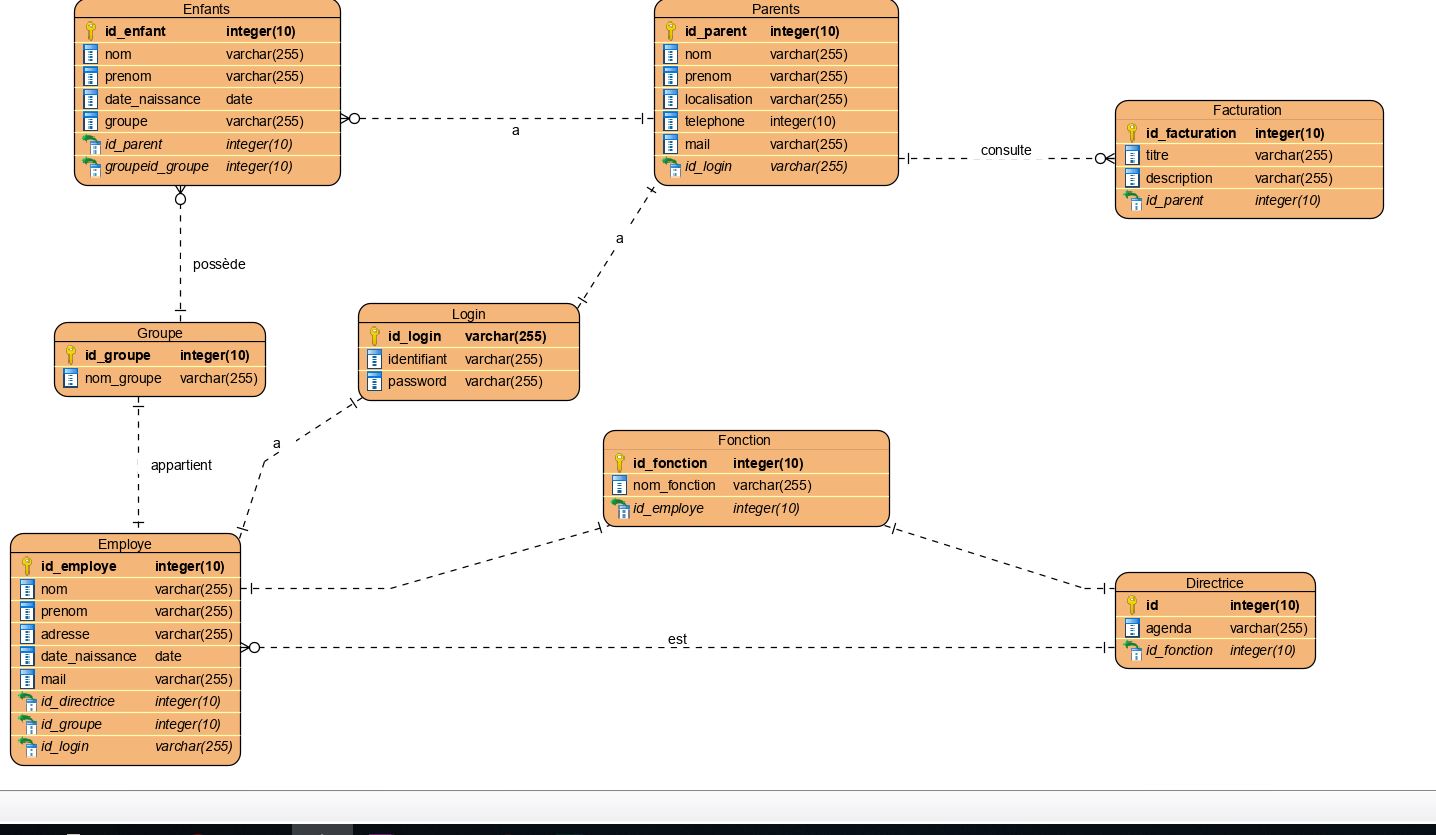 Enfants
id_enfant integer(10)
nom varchar(255)
prenom varchar(255)
date_naissance date
groupe varchar(255)
id_parent integer(10)
groupeid_groupe integer(10)
a
Parents
id_parent integer(10)
nom varchar(255)
prenom varchar(255)
localisation varchar(255)
telephone integer(10)
mail varchar(255)
id_login varchar(255)
consulte
Facturation
id_facturation integer(10)
titre varchar(255)
description varchar(255)
id_parent integer(10)
possède
a
Groupe
id_groupe integer(10)
nom_groupe varchar(255)
Login
id_login varchar(255)
identifiant varchar(255)
password varchar(255)
a
appartient
Fonction
id_fonction integer(10)
nom_fonction varchar(255)
id_employe integer(10)
Employe
id_employe integer(10)
nom varchar(255)
prenom varchar(255)
adresse varchar(255)
date_naissance date
mail varchar(255)
id_directrice integer(10)
id_groupe integer(10)
id_login varchar(255)
est
Directrice
id integer(10)
agenda varchar(255)
id_fonction integer(10)